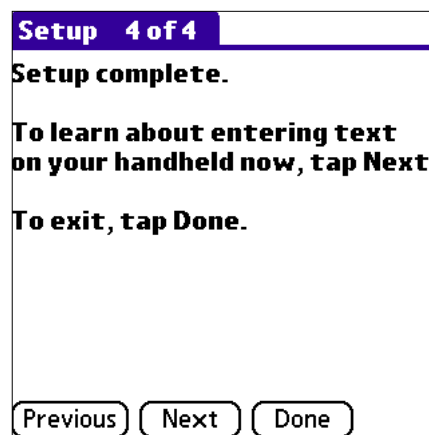 Setup 4 of 4
Setup complete.
To learn about entering text
on your handheld now, tap Next
To exit, tap Done.
Previous Next Done